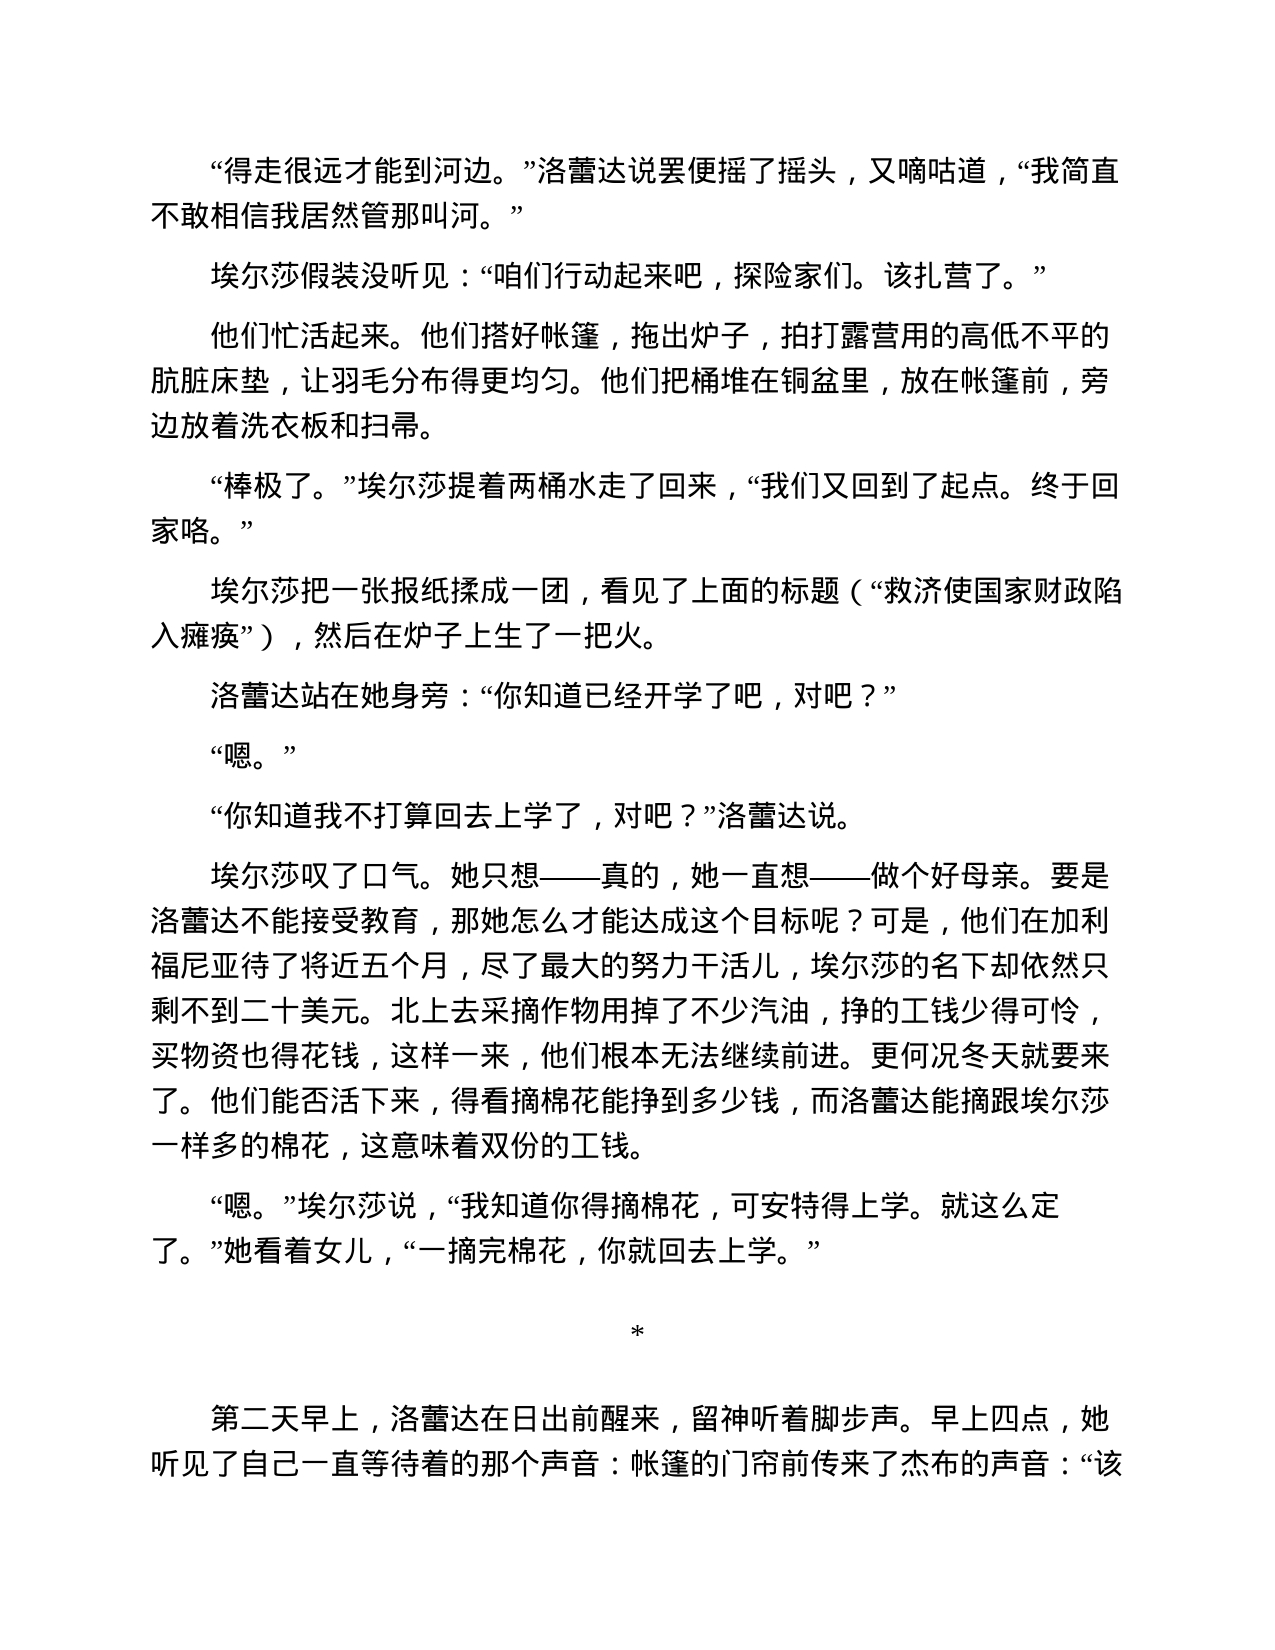 “得走很远才能到河边。”洛蕾达说罢便摇了摇头，又嘀咕道，“我简直
不敢相信我居然管那叫河。”
埃尔莎假装没听见：“咱们行动起来吧，探险家们。该扎营了。”
他们忙活起来。他们搭好帐篷，拖出炉子，拍打露营用的高低不平的
肮脏床垫，让羽毛分布得更均匀。他们把桶堆在铜盆里，放在帐篷前，旁
边放着洗衣板和扫帚。
“棒极了。”埃尔莎提着两桶水走了回来，“我们又回到了起点。终于回
家咯。”
埃尔莎把一张报纸揉成一团，看见了上面的标题（“救济使国家财政陷
入瘫痪”），然后在炉子上生了一把火。
洛蕾达站在她身旁：“你知道已经开学了吧，对吧？”
“嗯。”
“你知道我不打算回去上学了，对吧？”洛蕾达说。
埃尔莎叹了口气。她只想——真的，她一直想——做个好母亲。要是
洛蕾达不能接受教育，那她怎么才能达成这个目标呢？可是，他们在加利
福尼亚待了将近五个月，尽了最大的努力干活儿，埃尔莎的名下却依然只
剩不到二十美元。北上去采摘作物用掉了不少汽油，挣的工钱少得可怜，
买物资也得花钱，这样一来，他们根本无法继续前进。更何况冬天就要来
了。他们能否活下来，得看摘棉花能挣到多少钱，而洛蕾达能摘跟埃尔莎
一样多的棉花，这意味着双份的工钱。
“嗯。”埃尔莎说，“我知道你得摘棉花，可安特得上学。就这么定
了。”她看着女儿，“一摘完棉花，你就回去上学。”
*
第二天早上，洛蕾达在日出前醒来，留神听着脚步声。早上四点，她
听见了自己一直等待着的那个声音：帐篷的门帘前传来了杰布的声音：“该